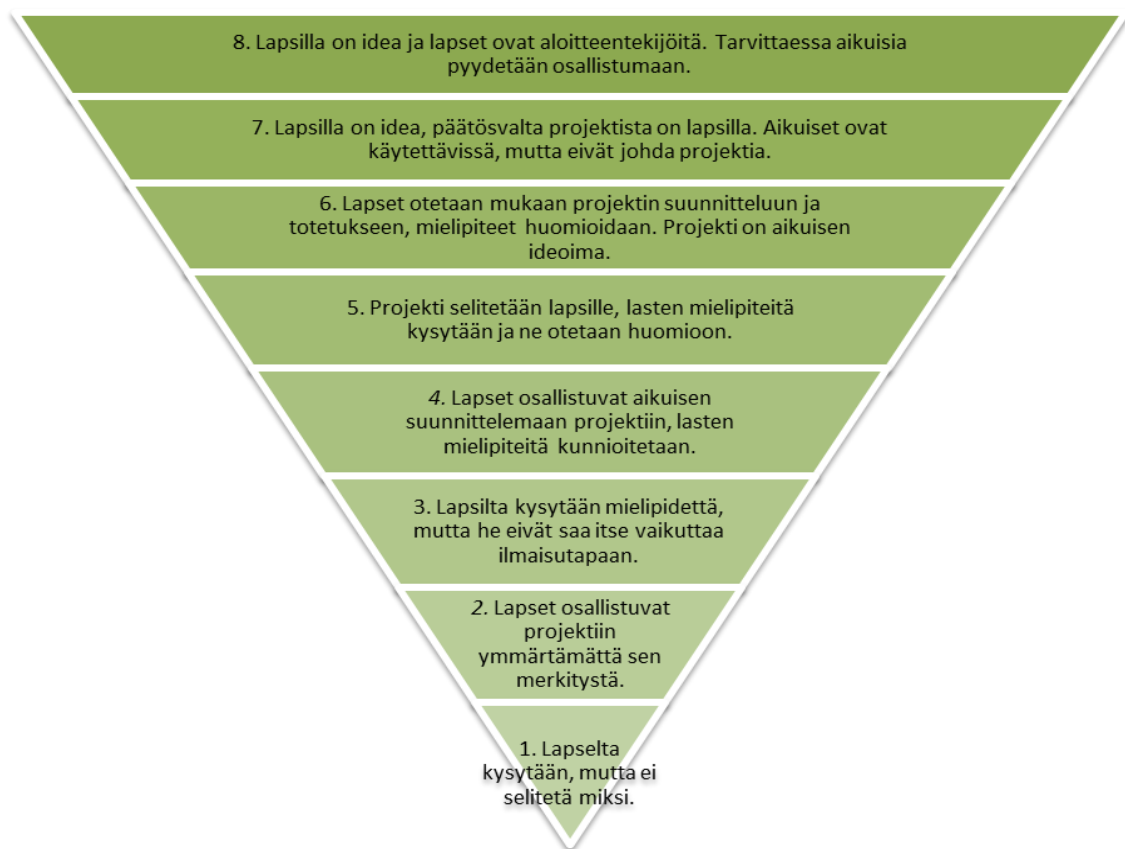 8. Lapsilla on idea ja lapset ovat aloitteentekijöitä. Tarvittaessa aikuisia
pyydetään osallistumaan.
7. Lapsilla on idea, päätösvalta projektista on lapsilla. Aikuiset ovat
käytettävissä, mutta eivät johda projektia.
6. Lapset otetaan mukaan projektin suunnitteluun ja
totetukseen, mielipiteet huomioidaan. Projekti on aikuisen
ideoima.
5. Projekti selitetään lapsille, lasten mielipiteitä
kysytään ja ne otetaan huomioon.
4. Lapset osallistuvat aikuisen
suunnittelemaan projektiin, lasten
mielipiteitä kunnioitetaan.
3. Lapsilta kysytään mielipidettä,
mutta he eivät saa itse vaikuttaa
ilmaisutapaan.
2. Lapset osallistuvat
projektiin
ymmärtämättä sen
merkitystä.
1. Lapselta
kysytään, mutta ei
selitetä miksi.